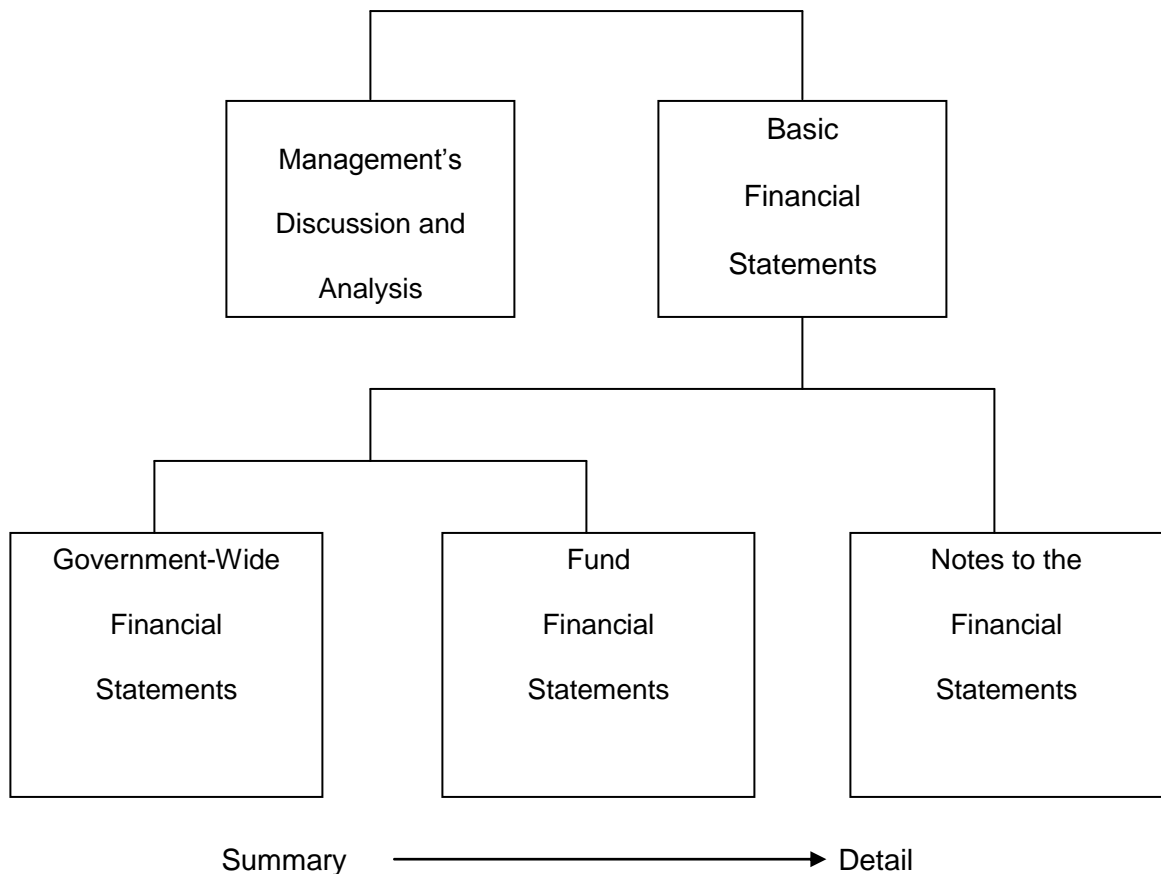 Management’s
Discussion and
Analysis
Basic
Financial
Statements
Government-Wide
Financial
Statements
Fund
Financial
Statements
Notes to the
Financial
Statements
Summary
Detail